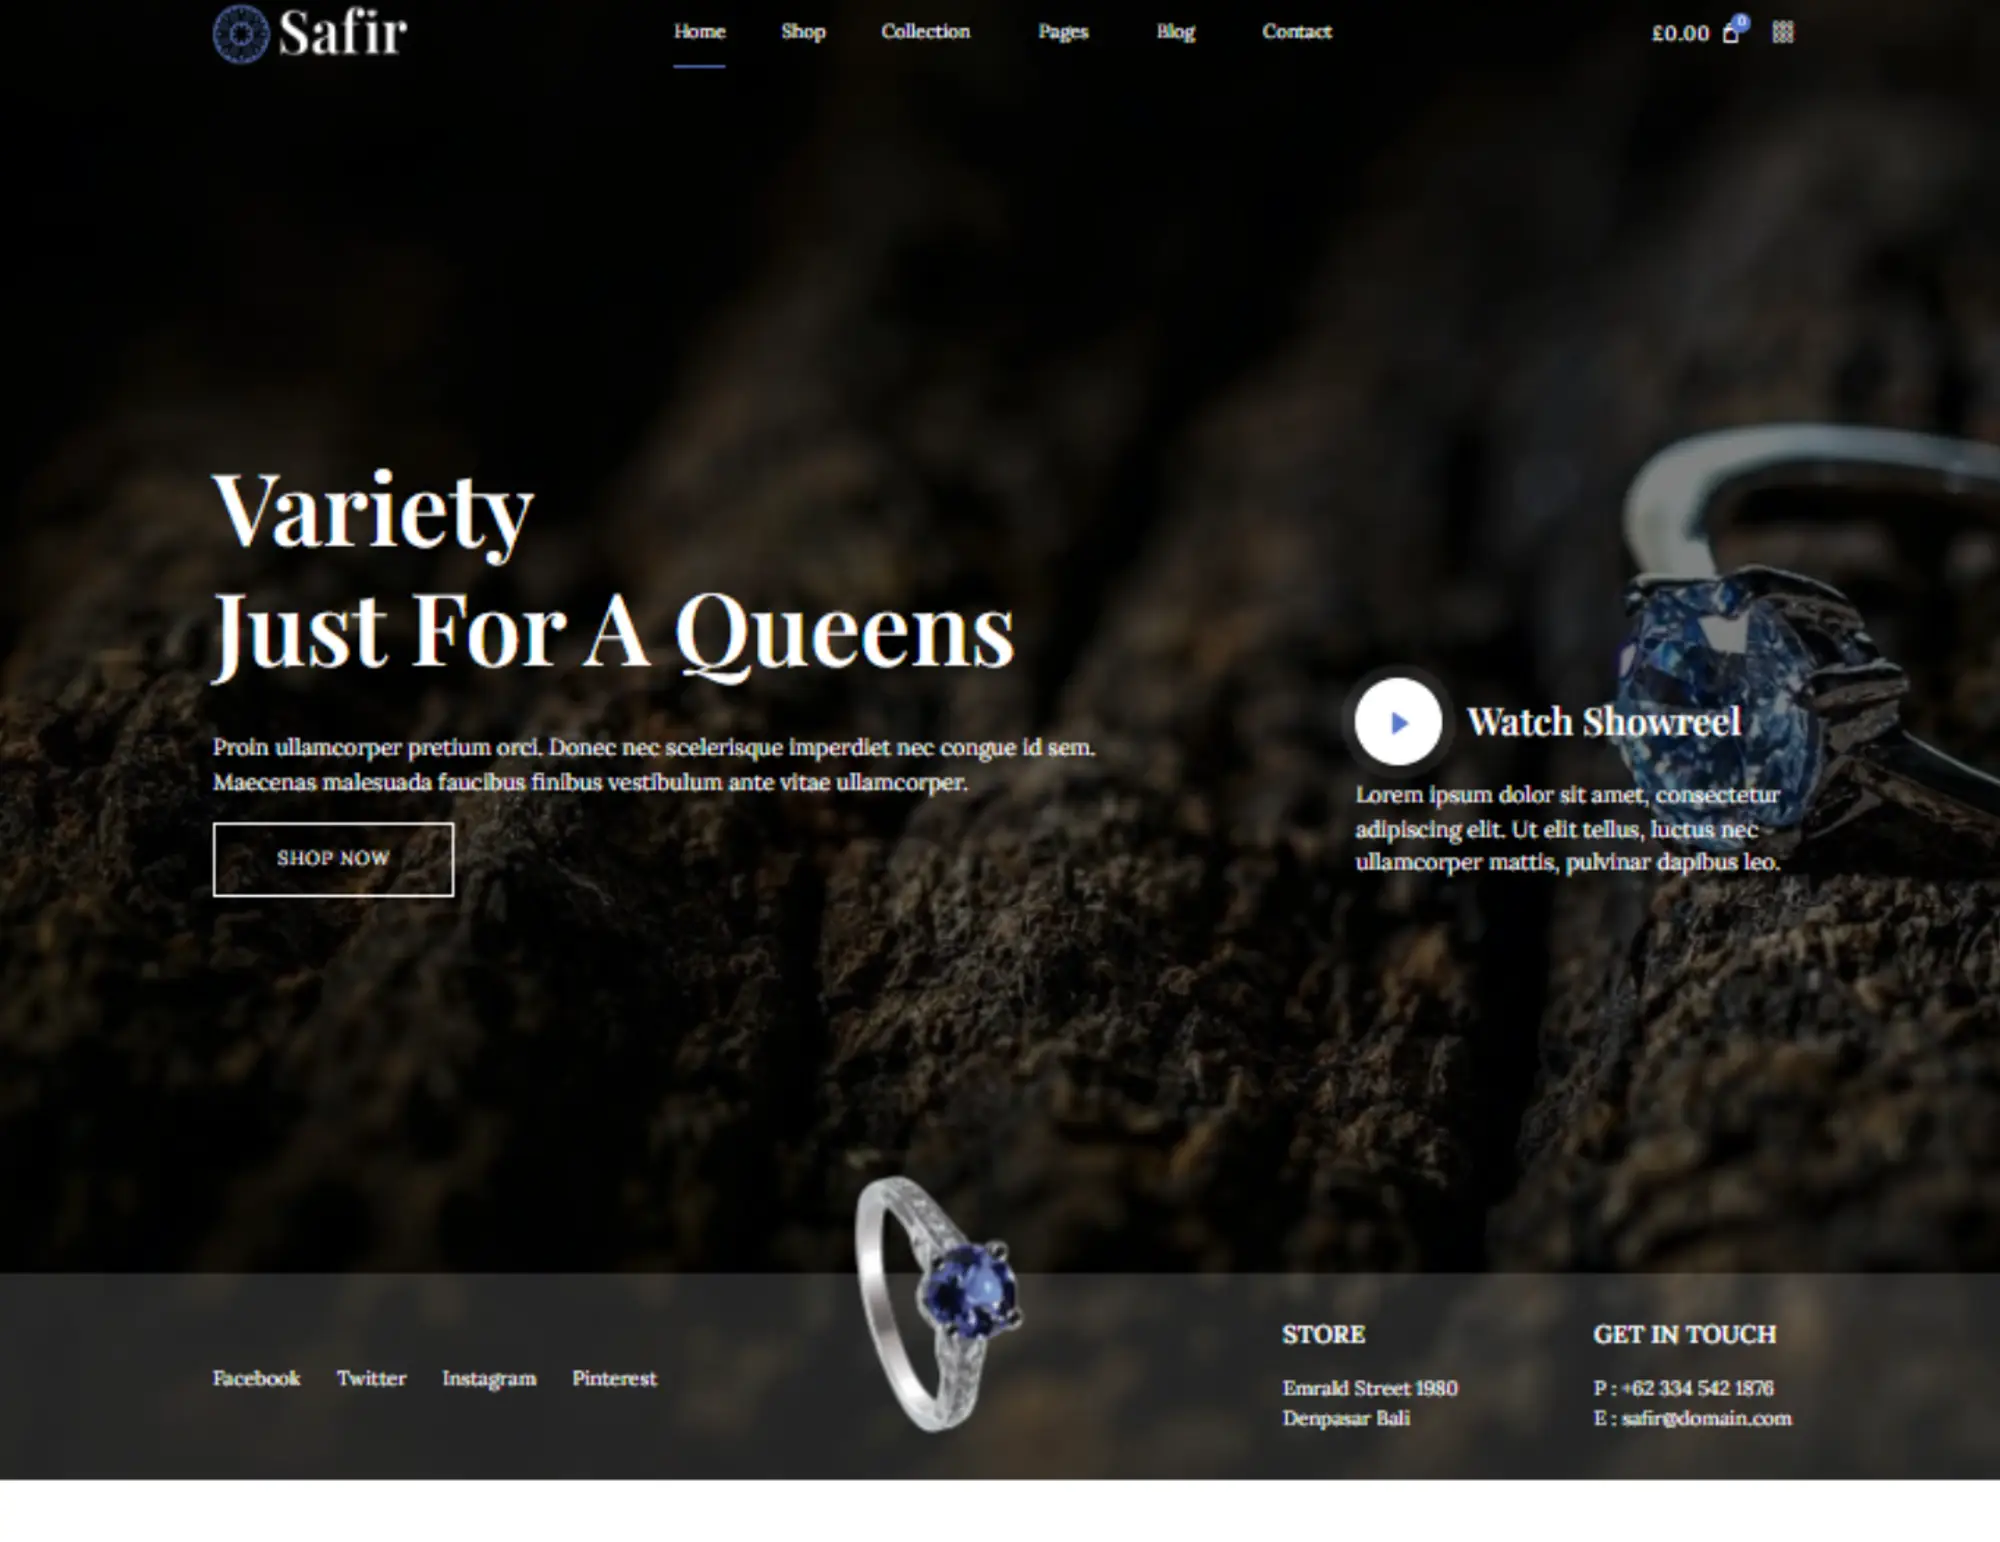 Safir
Home Shop Collection Pages Blog Contact
£0.00 0
Variety
Just For A Queens
Proin ullamcorper pretium orci. Donec nec scelerisque imperdiet nec congue id sem.
Maecenas malesuada faucibus finibus vestibulum ante vitae ullamcorper.
SHOP NOW
Watch Showreel
Lorem ipsum dolor sit amet, consectetur
adipiscing elit. Ut elit tellus, luctus nec
ullamcorper mattis, pulvinar dapibus leo.
Facebook Twitter Instagram Pinterest
STORE
Emrald Street 1980
Denpasar Bali
GET IN TOUCH
P : +62 334 542 1876
E : safir@domain.com